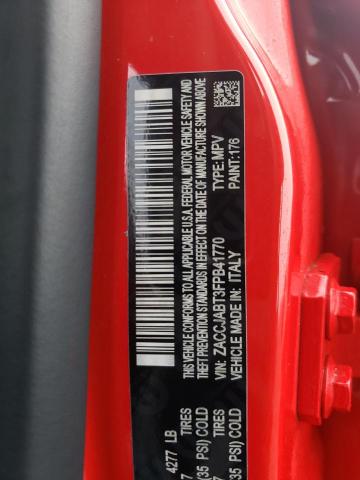 4277 LB
TIRES
(35 PSI) COLD
TIRES
(35 PSI) COLD
THIS VEHICLE CONFORMS TO ALL APPLICABLE U.S.A. FEDERAL MOTOR VEHICLE SAFETY AND
THEFT PREVENTION STANDARDS IN EFFECT ON THE DATE OF MANUFACTURE SHOWN ABOVE
VIN: ZACCJABT3FPB41770 TYPE: MPV
VEHICLE MADE IN: ITALY PAINT: 176